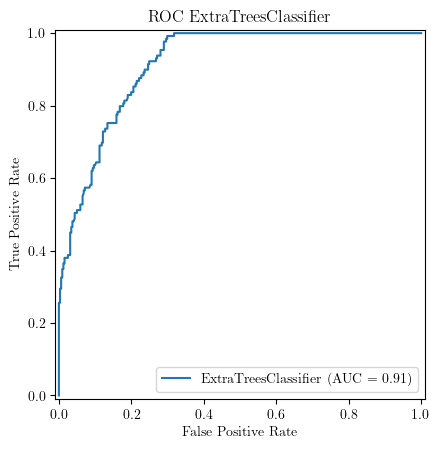 ROC ExtraTreesClassifier
1.0
0.8
0.6
0.4
0.2
0.0
True Positive Rate
0.0 0.2 0.4 0.6 0.8 1.0
False Positive Rate
ExtraTreesClassifier (AUC = 0.91)